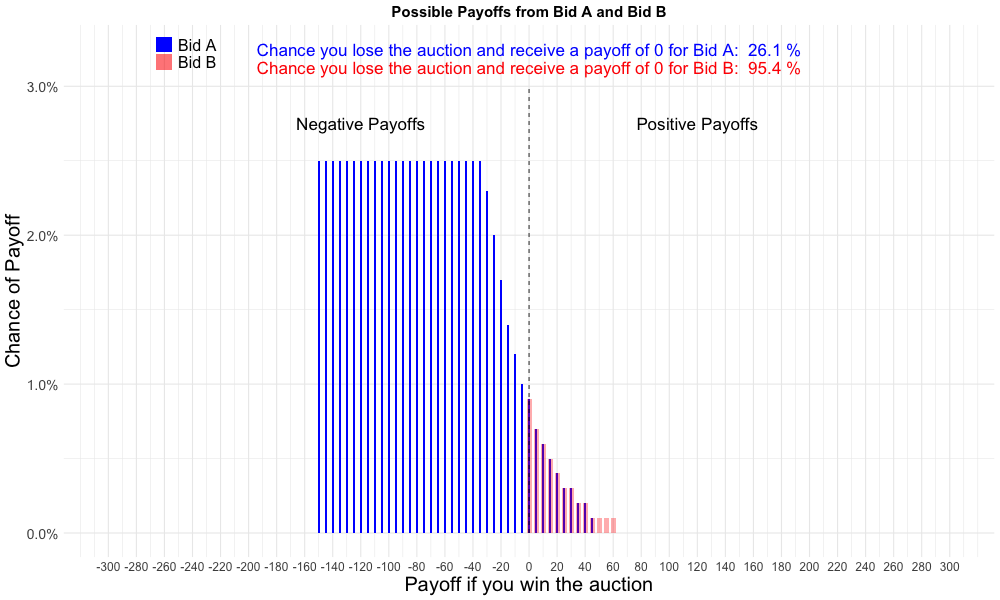 Possible Payoffs from Bid A and Bid B
Bid A
Bid B
Chance you lose the auction and receive a payoff of 0 for Bid A: 26.1 %
Chance you lose the auction and receive a payoff of 0 for Bid B: 95.4 %
Negative Payoffs
Positive Payoffs
Chance of Payoff
3.0%
2.0%
1.0%
0.0%
-300 -280 -260 -240 -220 -200 -180 -160 -140 -120 -100 -80 -60 -40 -20 0 20 40 60 80 100 120 140 160 180 200 220 240 260 280 300
Payoff if you win the auction